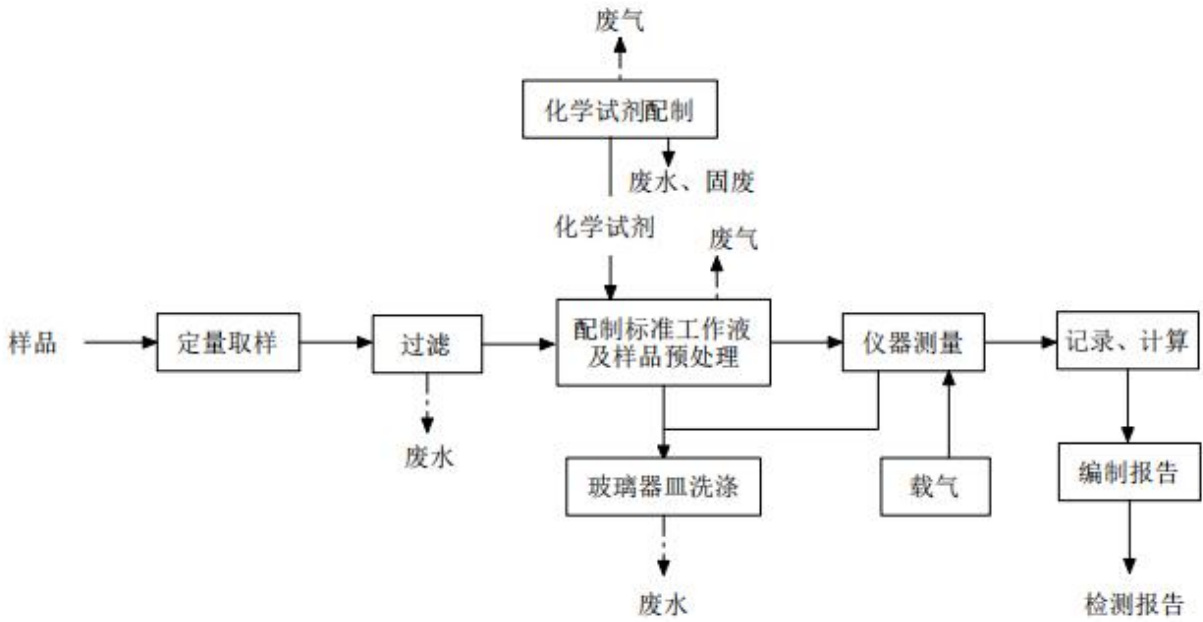 废气
化学试剂配制
废水、固废
化学试剂
废气
样品
定量取样
过滤
配制标准工作液
及样品预处理
仪器测量
记录、计算
废水
玻璃器皿洗涤
载气
编制报告
废水
检测报告